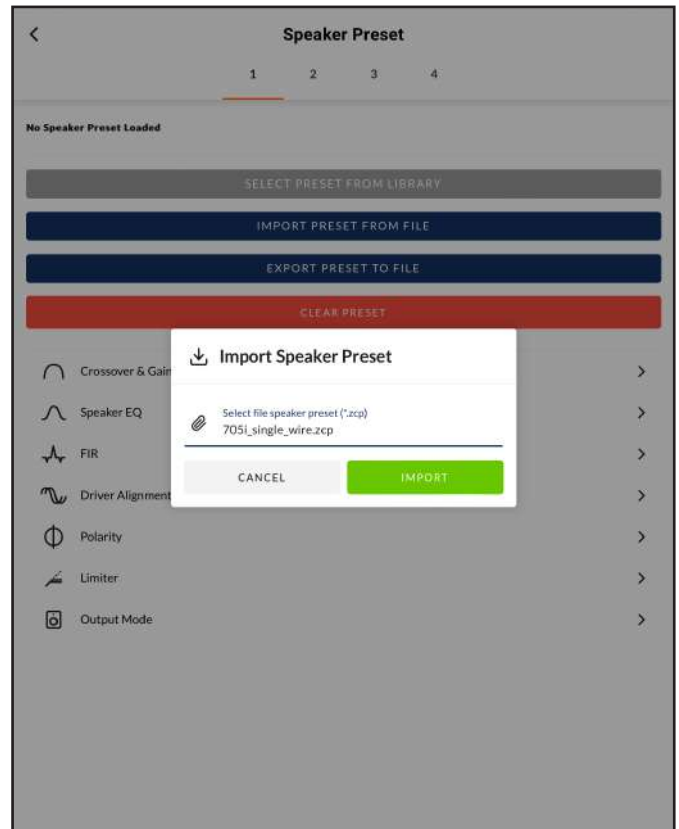 Speaker Preset
1 2 3 4
No Speaker Preset Loaded
SELECT PRESET FROM LIBRARY
IMPORT PRESET FROM FILE
EXPORT PRESET TO FILE
CLEAR PRESET
Import Speaker Preset
Select file speaker preset (*.zcp)
705i_single_wire.zcp
CANCEL IMPORT
Crossover & Gain
Speaker EQ
FIR
Driver Alignment
Polarity
Limiter
Output Mode